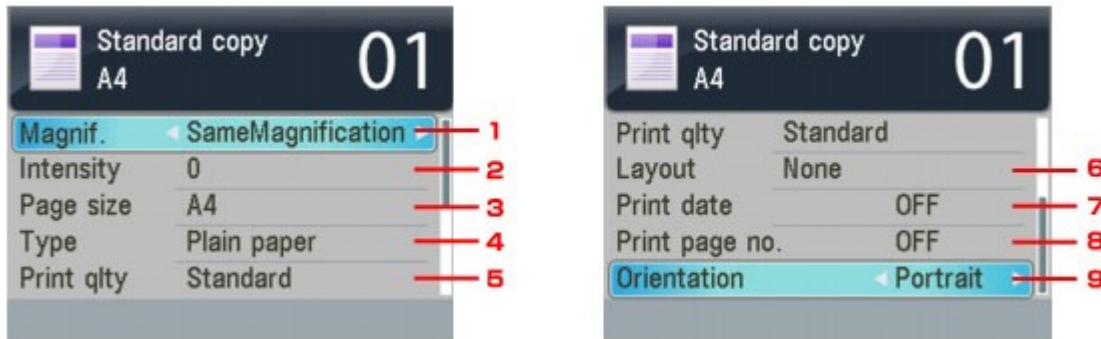 Standard copy
A4
01
Magnif. SameMagnification 1
Intensity 0 2
Page size A4 3
Type Plain paper 4
Print qlty Standard 5
Standard copy
A4
01
Print qlty Standard
Layout None 6
Print date OFF 7
Print page no. OFF 8
Orientation Portrait 9